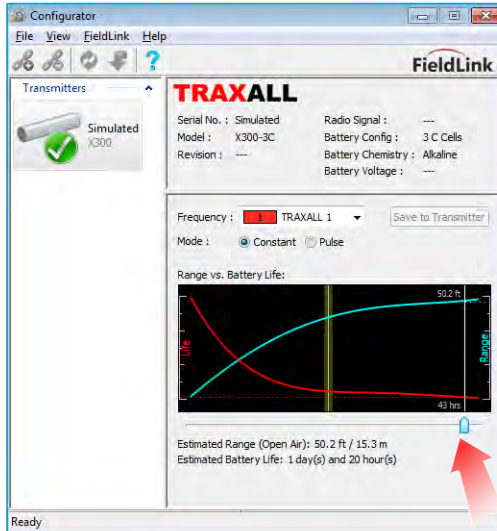 Configurator
File View FieldLink Help
?
FieldLink
Transmitters
Simulated
X300
TRAXALL
Serial No. : Simulated Radio Signal : ---
Model : X300-3C Battery Config : 3 C Cells
Revision : --- Battery Chemistry : Alkaline
Battery Voltage : ---
Frequency : 1 TRAXALL 1 Save to Transmitter
Mode : Constant Pulse
Range vs. Battery Life:
50.2 ft
Life
Range
43 hrs
Estimated Range (Open Air): 50.2 ft / 15.3 m
Estimated Battery Life: 1 day(s) and 20 hour(s)
Ready